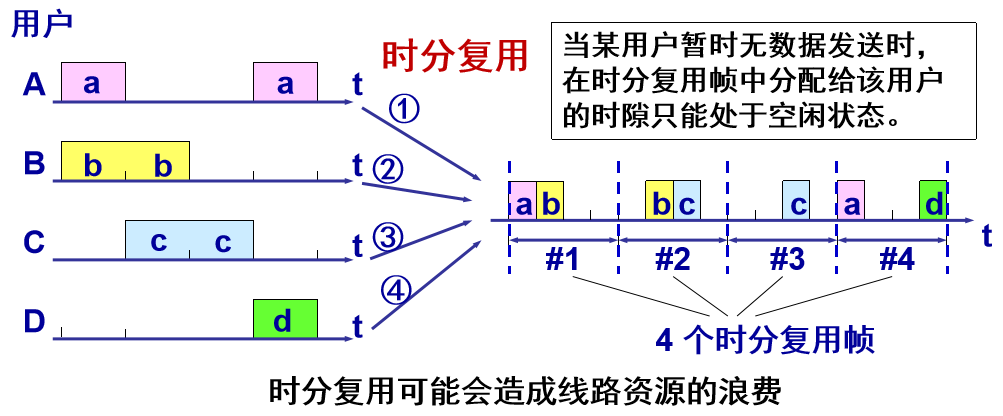 用户
时分复用
当某用户暂时无数据发送时，
在时分复用帧中分配给该用户
的时隙只能处于空闲状态。
A a a t
①
B b b t
②
C c c t
③
D d t
④
a b b c c a d
t
#1 #2 #3 #4
4 个时分复用帧
时分复用可能会造成线路资源的浪费